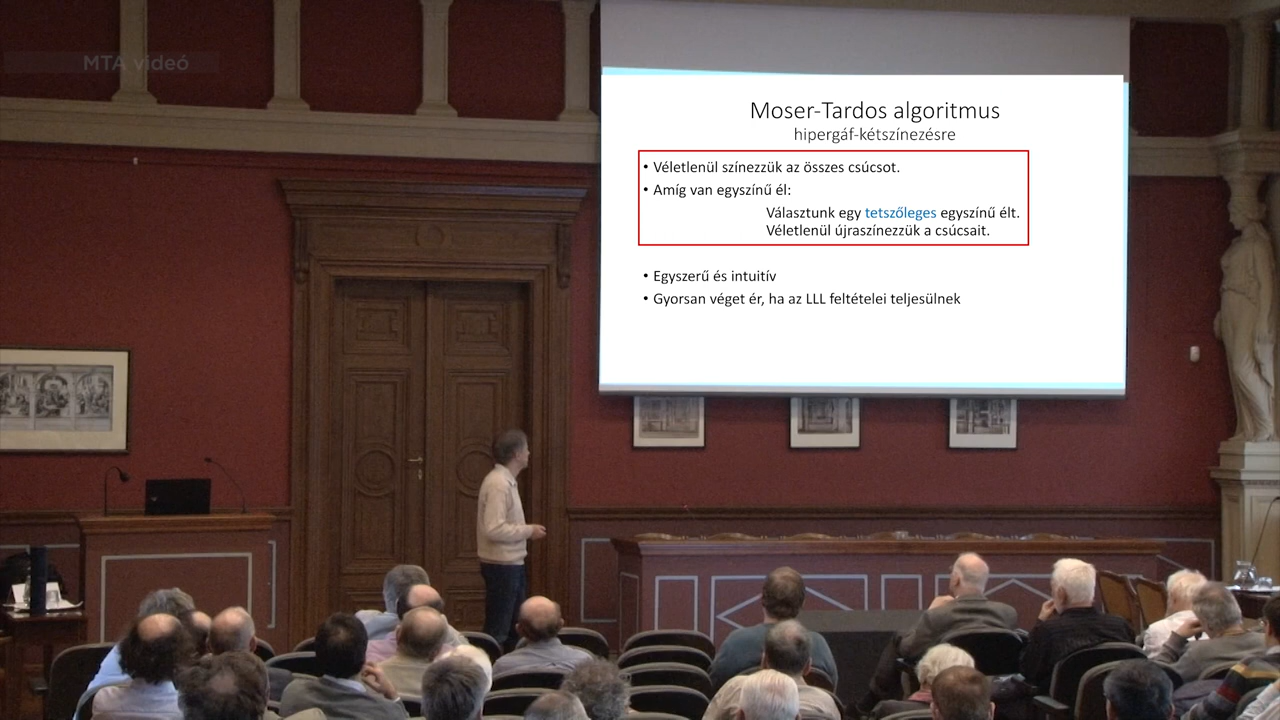 MTA videó
Moser-Tardos algoritmus
hipergáf-kétszínezésre
• Véletlenül színezzük az összes csúcsot.
• Amíg van egyszínű él:
Választunk egy tetszőleges egyszínű élt.
Véletlenül újraszínezzük a csúcsait.
• Egyszerű és intuitív
• Gyorsan véget ér, ha az LLL feltételei teljesülnek